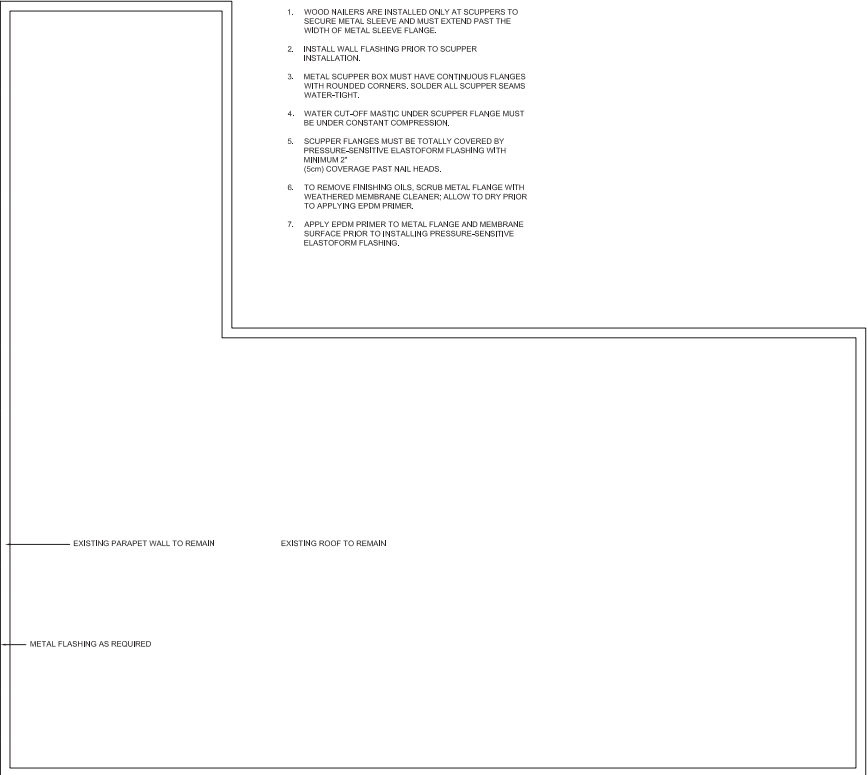 1. WOOD NAILERS ARE INSTALLED ONLY AT SCUPPERS TO
SECURE METAL SLEEVE AND MUST EXTEND PAST THE
WIDTH OF METAL SLEEVE FLANGE.
2. INSTALL WALL FLASHING PRIOR TO SCUPPER
INSTALLATION.
3. METAL SCUPPER BOX MUST HAVE CONTINUOUS FLANGES
WITH ROUNDED CORNERS. SOLDER ALL SCUPPER SEAMS
WATER-TIGHT.
4. WATER CUT-OFF MASTIC UNDER SCUPPER FLANGE MUST
BE UNDER CONSTANT COMPRESSION.
5. SCUPPER FLANGES MUST BE TOTALLY COVERED BY
PRESSURE-SENSITIVE ELASTOFORM FLASHING WITH
MINIMUM 2"
(5cm) COVERAGE PAST NAIL HEADS.
6. TO REMOVE FINISHING OILS, SCRUB METAL FLANGE WITH
WEATHERED MEMBRANE CLEANER; ALLOW TO DRY PRIOR
TO APPLYING EPDM PRIMER.
7. APPLY EPDM PRIMER TO METAL FLANGE AND MEMBRANE
SURFACE PRIOR TO INSTALLING PRESSURE-SENSITIVE
ELASTOFORM FLASHING.
EXISTING PARAPET WALL TO REMAIN
EXISTING ROOF TO REMAIN
METAL FLASHING AS REQUIRED